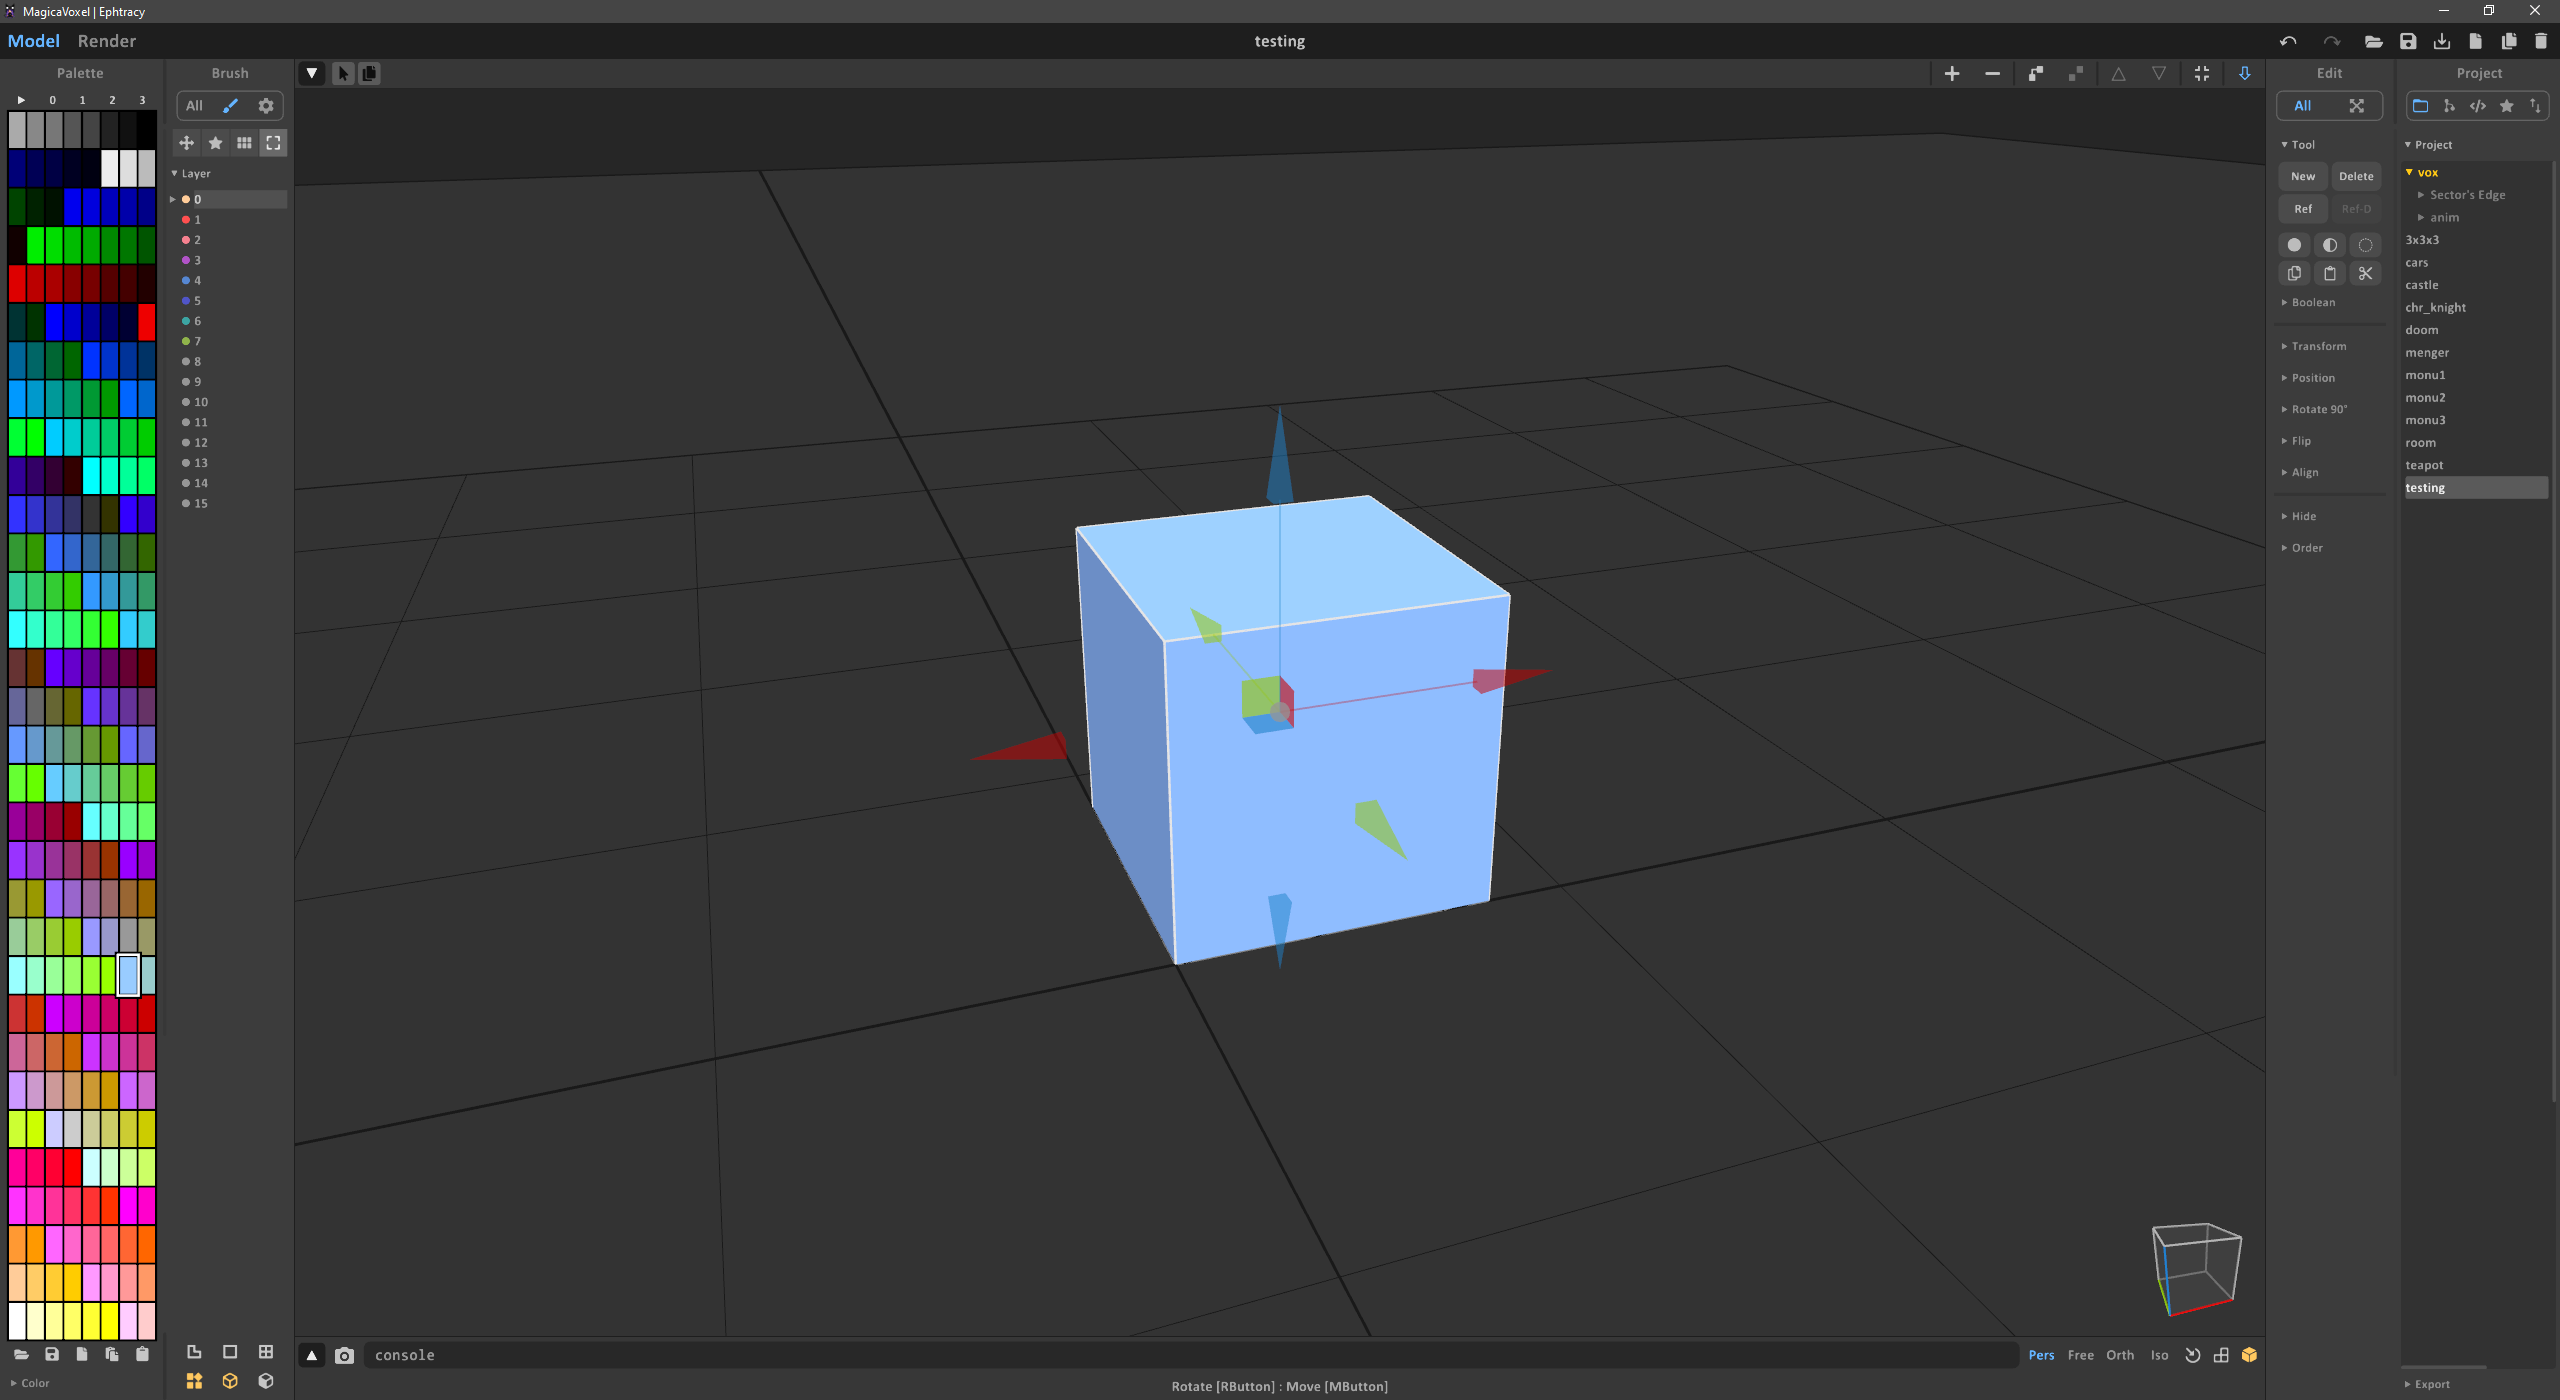 MagicaVoxel | Ephtracy
Model Render
testing
Palette
0 1 2 3
Color
Brush
All
Layer
0
1
2
3
4
5
6
7
8
9
10
11
12
13
14
15
console
Pers Free Orth Iso
Rotate [RButton] : Move [MButton]
Edit
All
Tool
New Delete
Ref Ref-D
Boolean
Transform
Position
Rotate 90°
Flip
Align
Hide
Order
Project
Project
vox
Sector's Edge
anim
3x3x3
cars
castle
chr_knight
doom
menger
monu1
monu2
monu3
room
teapot
testing
Export